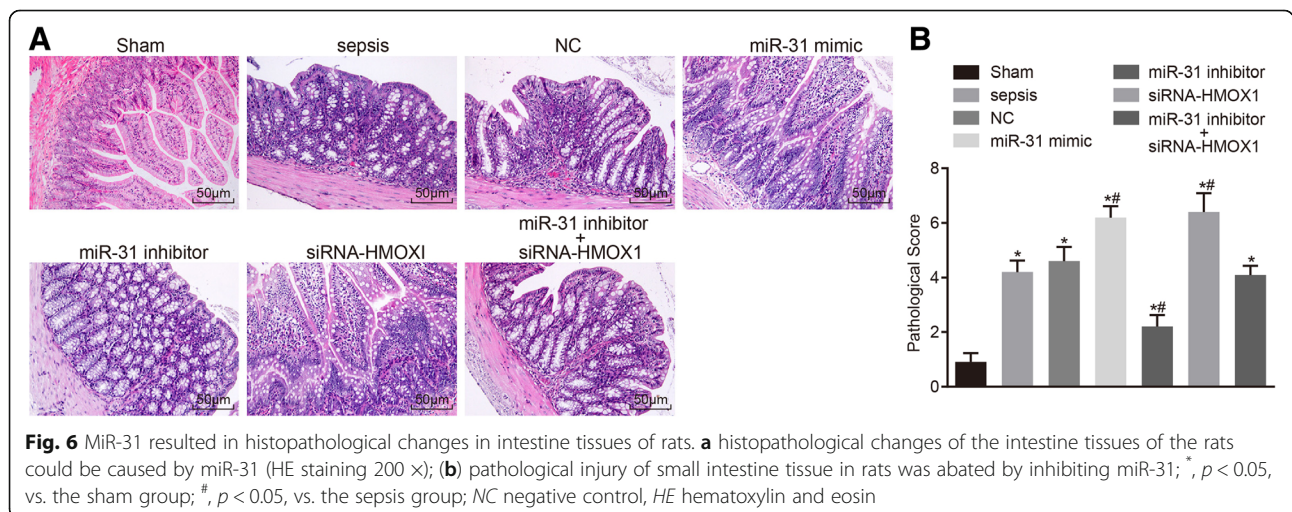 A
Sham
sepsis
NC
miR-31 mimic
50μm
50μm
50μm
50μm
miR-31 inhibitor
siRNA-HMOXI
miR-31 inhibitor
+
siRNA-HMOX1
50μm
50μm
50μm
B
Sham
sepsis
NC
miR-31 mimic
miR-31 inhibitor
siRNA-HMOX1
miR-31 inhibitor
+
siRNA-HMOX1
Pathological Score
8
6
4
2
0
*
*
*#
*#
*#
*
Fig. 6 MiR-31 resulted in histopathological changes in intestine tissues of rats. a histopathological changes of the intestine tissues of the rats
could be caused by miR-31 (HE staining 200 ×); (b) pathological injury of small intestine tissue in rats was abated by inhibiting miR-31; *, p < 0.05,
vs. the sham group; #, p < 0.05, vs. the sepsis group; NC negative control, HE hematoxylin and eosin